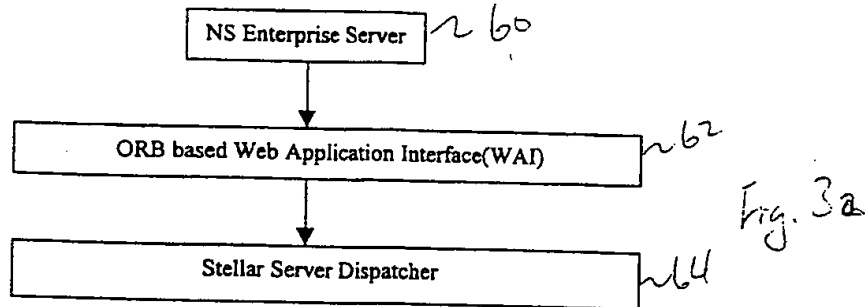 NS Enterprise Server ~ 60
ORB based Web Application Interface(WAI) ~62
Fig. 3a
Stellar Server Dispatcher ~64